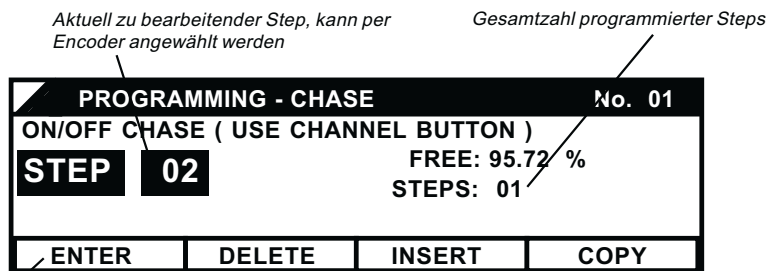 Aktuell zu bearbeitender Step, kann per
Encoder angewählt werden
Gesamtzahl programmierter Steps
PROGRAMMING - CHASE No. 01
ON/OFF CHASE ( USE CHANNEL BUTTON )
STEP 02
FREE: 95.72 %
STEPS: 01
ENTER DELETE INSERT COPY